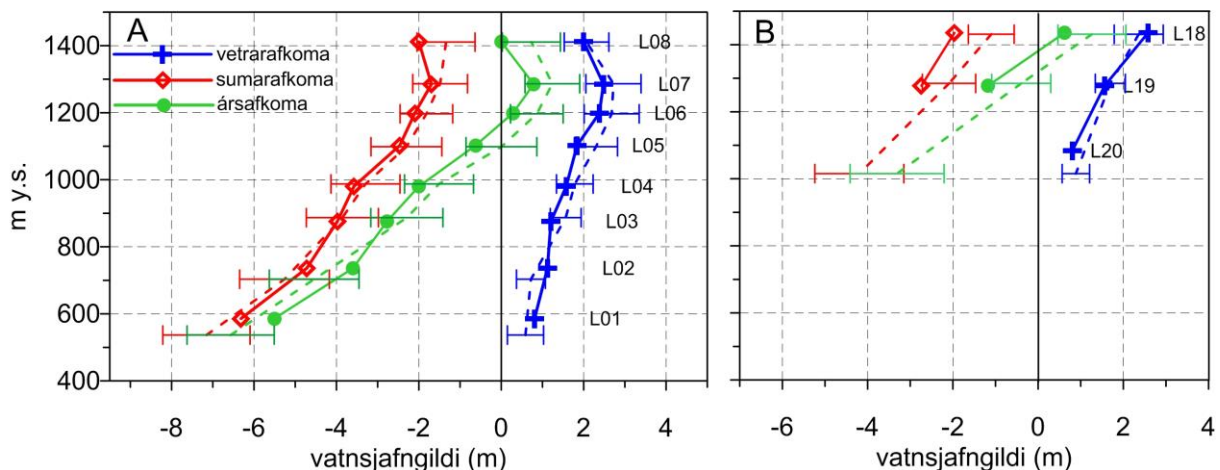 A
B
1400
1200
1000
800
600
400
m y.s.
vetrarafkoma
sumarafkoma
ársafkoma
L08
L07
L06
L05
L04
L03
L02
L01
L18
L19
L20
-8 -6 -4 -2 0 2 4
-6 -4 -2 0 2 4
vatnsjafngildi (m)
vatnsjafngildi (m)